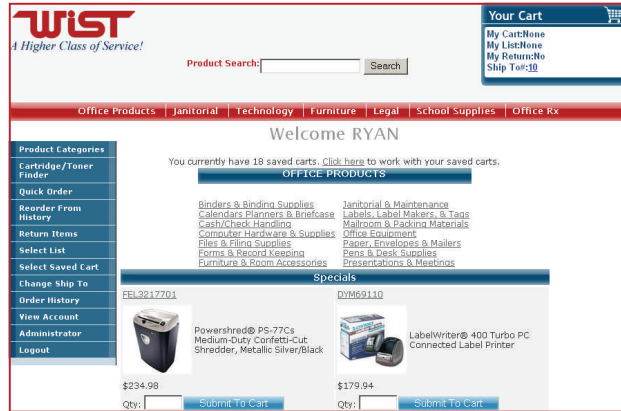 WiST
A Higher Class of Service!
Product Search:
Search
Your Cart
My Cart:None
My List:None
My Return:No
Ship To#:10
Office Products | Janitorial | Technology | Furniture | Legal | School Supplies | Office Rx
Welcome RYAN
Product Categories
Cartridge/Toner
Finder
Quick Order
Reorder From
History
Return Items
Select List
Select Saved Cart
Change Ship To
Order History
View Account
Administrator
Logout
You currently have 18 saved carts. Click here to work with your saved carts.
OFFICE PRODUCTS
Binders & Binding Supplies
Calendars Planners & Briefcase
Cash/Check Handling
Computer Hardware & Supplies
Files & Filing Supplies
Forms & Record Keeping
Furniture & Room Accessories
Janitorial & Maintenance
Labels, Label Makers, & Tags
Mailroom & Packing Materials
Office Equipment
Paper, Envelopes & Mailers
Pens & Desk Supplies
Presentations & Meetings
Specials
FEL3217701
Powershred® PS-77Cs
Medium-Duty Confetti-Cut
Shredder, Metallic Silver/Black
$234.98
Qty:
Submit To Cart
DYM69110
LabelWriter® 400 Turbo PC
Connected Label Printer
$179.94
Qty:
Submit To Cart